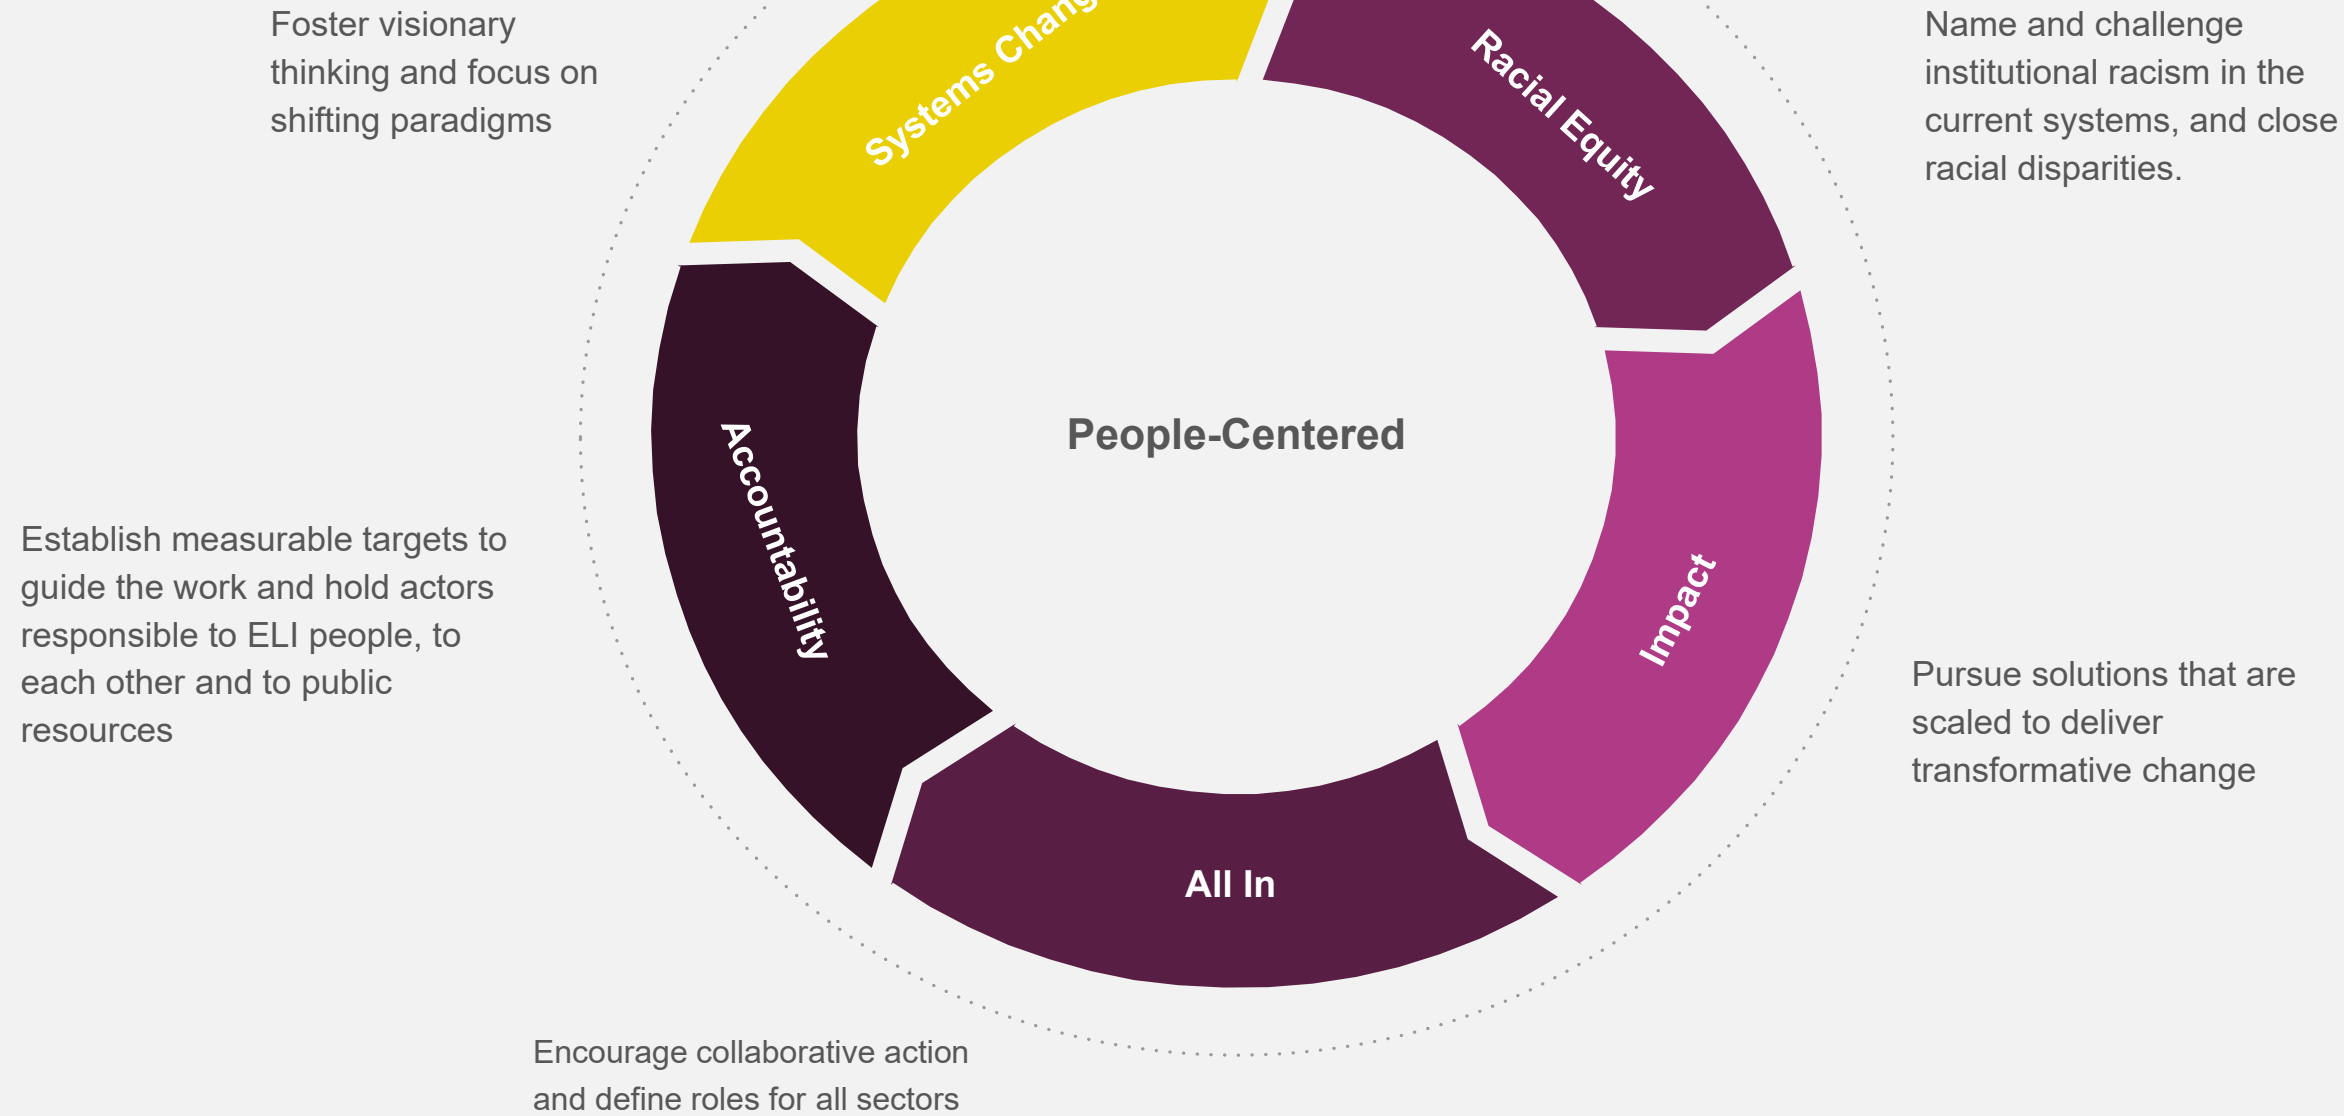 Foster visionary
thinking and focus on
shifting paradigms
Systems Chang
Racial Equity
Name and challenge
institutional racism in the
current systems, and close
racial disparities.
People-Centered
Accountability
Establish measurable targets to
guide the work and hold actors
responsible to ELI people, to
each other and to public
resources
Impact
Pursue solutions that are
scaled to deliver
transformative change
All In
Encourage collaborative action
and define roles for all sectors